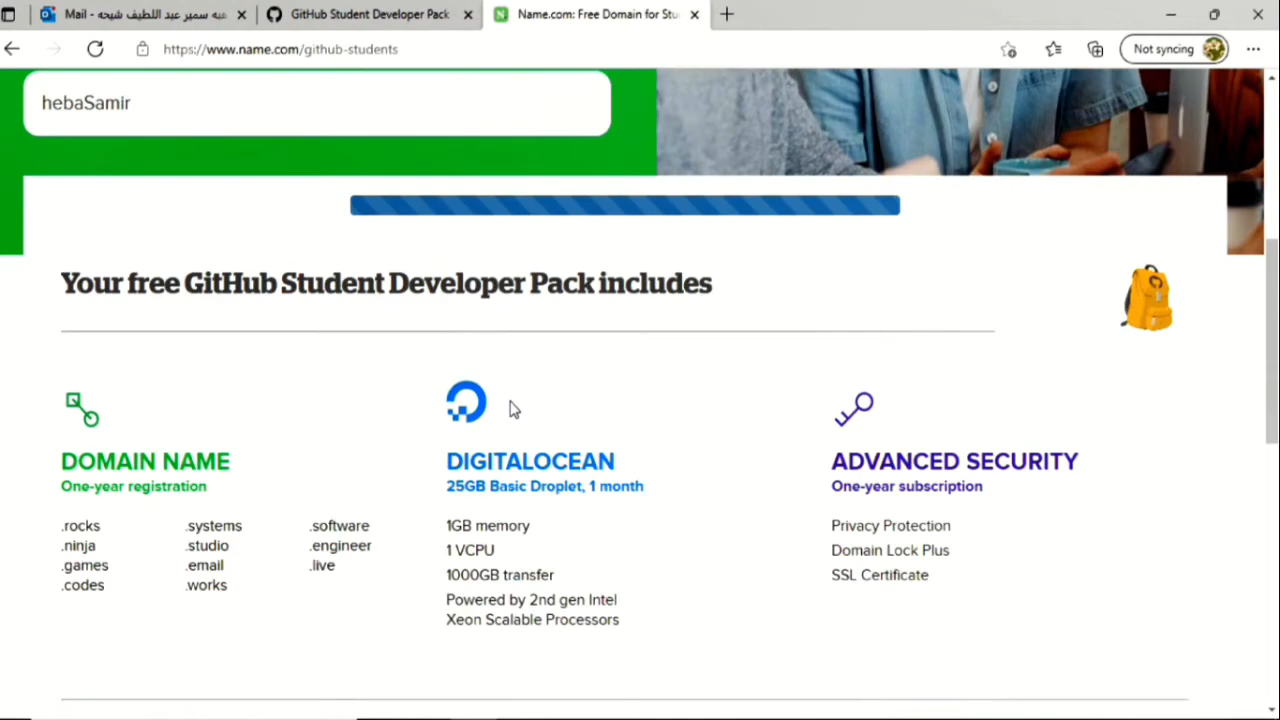 Mail - هبه سمير عبد اللطيف شيحه
GitHub Student Developer Pack
Name.com: Free Domain for Stu
https://www.name.com/github-students
Not syncing
hebaSamir
Your free GitHub Student Developer Pack includes
DOMAIN NAME
One-year registration
.rocks .systems .software
.ninja .studio .engineer
.games .email .live
.codes .works
DIGITALOCEAN
25GB Basic Droplet, 1 month
1GB memory
1 VCPU
1000GB transfer
Powered by 2nd gen Intel
Xeon Scalable Processors
ADVANCED SECURITY
One-year subscription
Privacy Protection
Domain Lock Plus
SSL Certificate